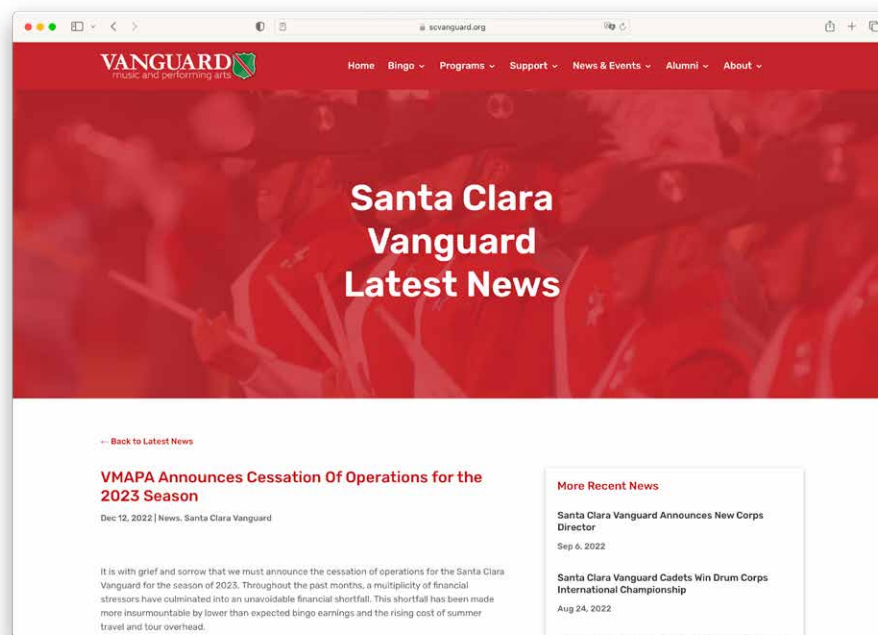 scvanguard.org
VANGUARD
music and performing arts
Home Bingo Programs Support News & Events Alumni About
Santa Clara
Vanguard
Latest News
← Back to Latest News
VMAPA Announces Cessation Of Operations for the
2023 Season
Dec 12, 2022 | News, Santa Clara Vanguard
It is with grief and sorrow that we must announce the cessation of operations for the Santa Clara
Vanguard for the season of 2023. Throughout the past months, a multiplicity of financial
stressors have culminated into an unavoidable financial shortfall. This shortfall has been made
more insurmountable by lower than expected bingo earnings and the rising cost of summer
travel and tour overhead.
More Recent News
Santa Clara Vanguard Announces New Corps
Director
Sep 6, 2022
Santa Clara Vanguard Cadets Win Drum Corps
International Championship
Aug 24, 2022